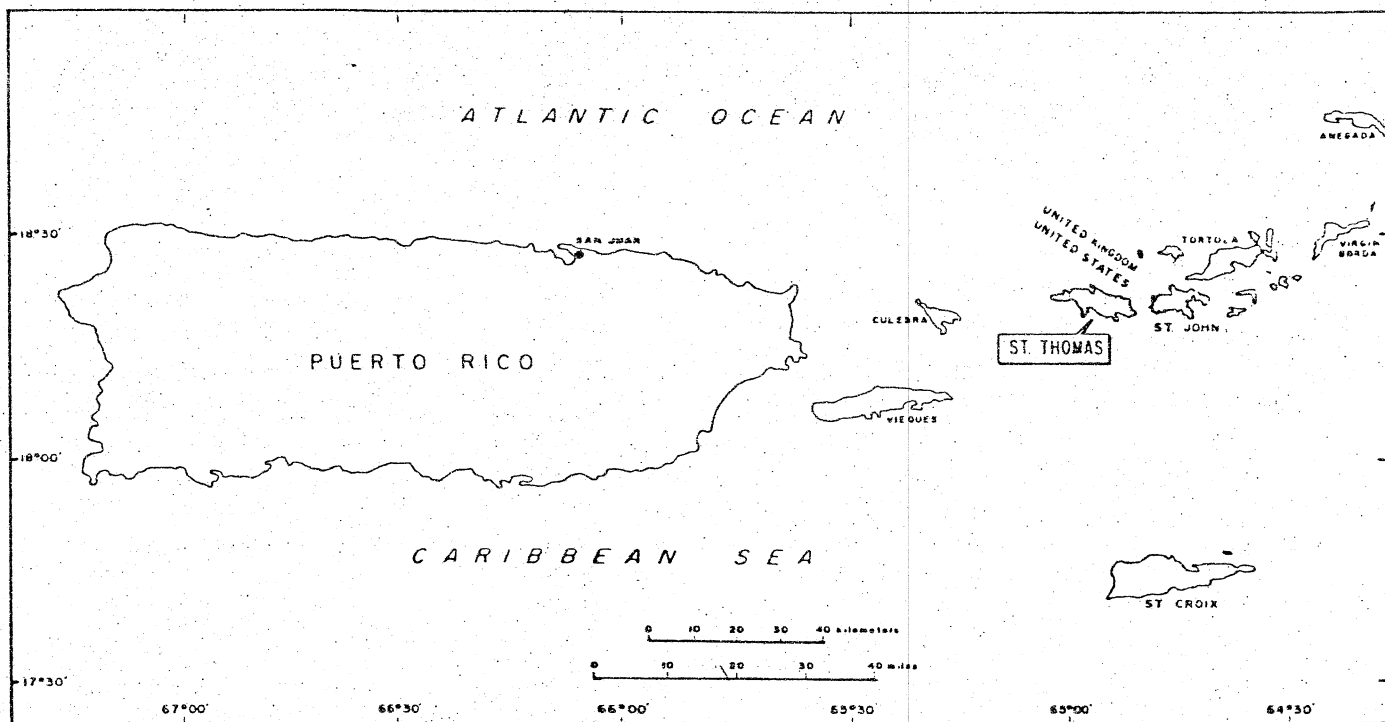 ATLANTIC OCEAN
ANEGADA
18°30'
SAN JUAN
UNITED KINGDOM
UNITED STATES
TORTOLA
VIRGIN
GORDA
CULEBRA
ST. JOHN
ST. THOMAS
PUERTO RICO
VIEQUES
18°00'
CARIBBEAN SEA
ST CROIX
0 10 20 30 40 kilometers
0 10 20 30 40 miles
17°30'
67°00' 66°30' 66°00' 65°30' 65°00' 64°30'